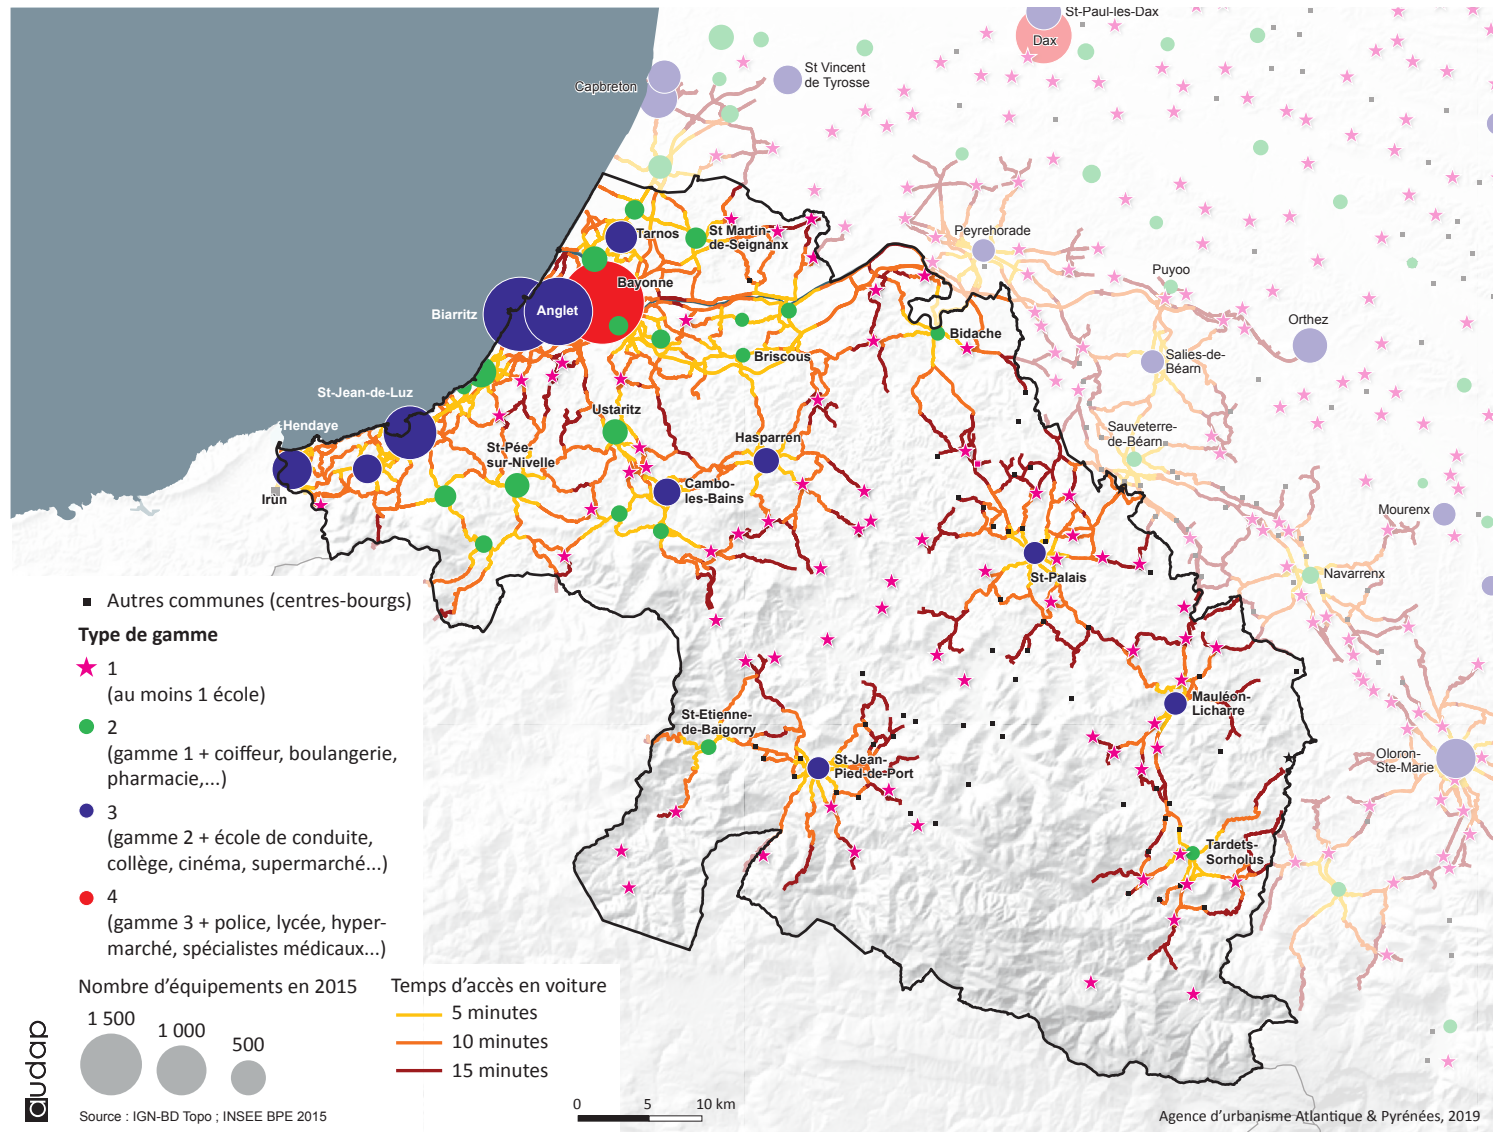 St-Paul-les-Dax
Dax
St Vincent
de Tyrosse
Capbreton
Peyrehorade
Tarnos
St Martin-
de-Seignanx
Puyoo
Bayonne
Biarritz
Anglet
Orthez
Bidache
Briscous
Salies-de-
Béarn
St-Jean-de-Luz
Ustaritz
Hendaye
Sauveterre-
de-Béarn
Hasparren
St-Pée-
sur-Nivelle
Cambo-
les-Bains
Irun
Mourenx
St-Palais
Navarrenx
Mauléon-
Licharre
St-Etienne-
de-Baigorry
St-Jean-
Pied-de-Port
Oloron-
Ste-Marie
Tardets-
Sorholus
Autres communes (centres-bourgs)
Type de gamme
1
(au moins 1 école)
2
(gamme 1 + coiffeur, boulangerie,
pharmacie,...)
3
(gamme 2 + école de conduite,
collège, cinéma, supermarché...)
4
(gamme 3 + police, lycée, hyper-
marché, spécialistes médicaux...)
Nombre d'équipements en 2015
1 500
1 000
500
Temps d'accès en voiture
5 minutes
10 minutes
15 minutes
audap
Source : IGN-BD Topo ; INSEE BPE 2015
0 5 10 km
Agence d'urbanisme Atlantique & Pyrénées, 2019